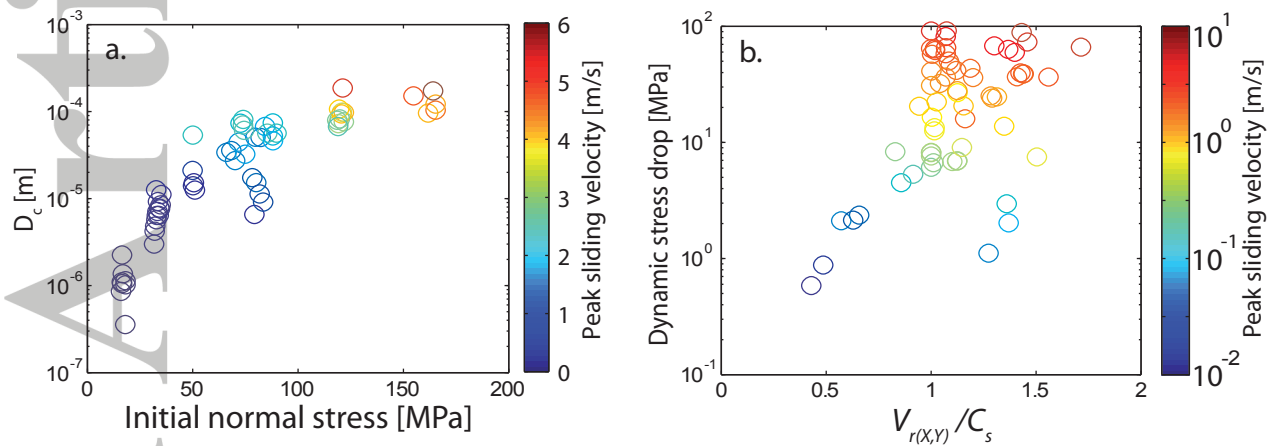 a.
10^-3
10^-4
10^-5
10^-6
10^-7
D_c [m]
0 50 100 150 200
Initial normal stress [MPa]
6
5
4
3
2
1
0
Peak sliding velocity [m/s]
b.
10^2
10^1
10^0
10^-1
Dynamic stress drop [MPa]
0. 0.5 1 1.5 2
V_r(X,Y) /C_s
10^1
10^0
10^-1
10^-2
Peak sliding velocity [m/s]